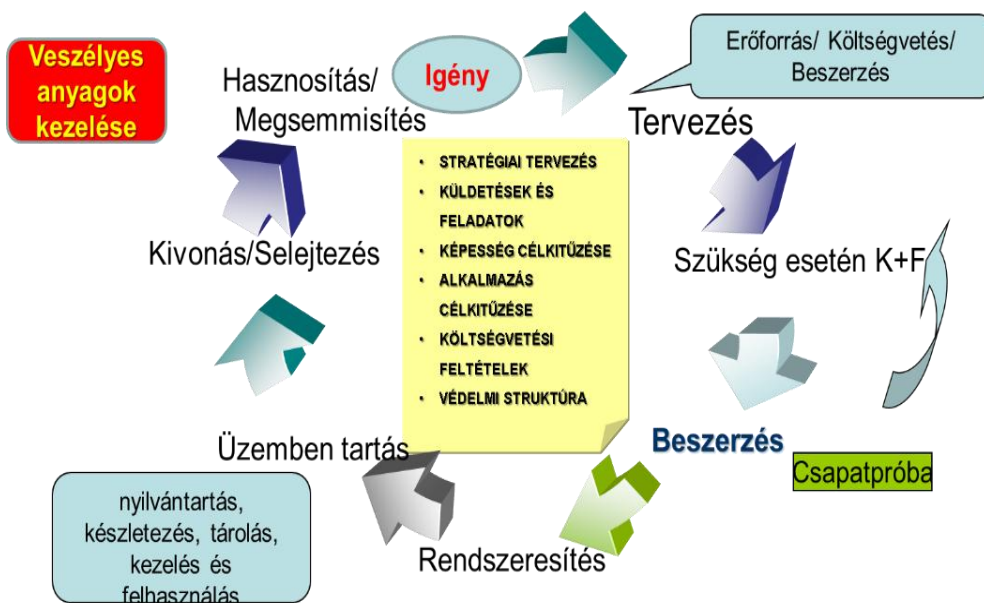 Veszélyes
anyagok
kezelése
Hasznosítás/
Megsemmisítés
Igény
Erőforrás/ Költségvetés/
Beszerzés
Tervezés
• STRATÉGIAI TERVEZÉS
• KÜLDETÉSEK ÉS
FELADATOK
• KÉPESSÉG CÉLKITŰZÉSE
• ALKALMAZÁS
CÉLKITŰZÉSE
• KÖLTSÉGVETÉSI
FELTÉTELEK
• VÉDELMI STRUKTÚRA
Kivonás/Selejtezés
Szükség esetén K+F
Üzemben tartás
Beszerzés
Csapatpróba
nyilvántartás,
készletezés, tárolás,
kezelés és
felhasználás
Rendszeresítés